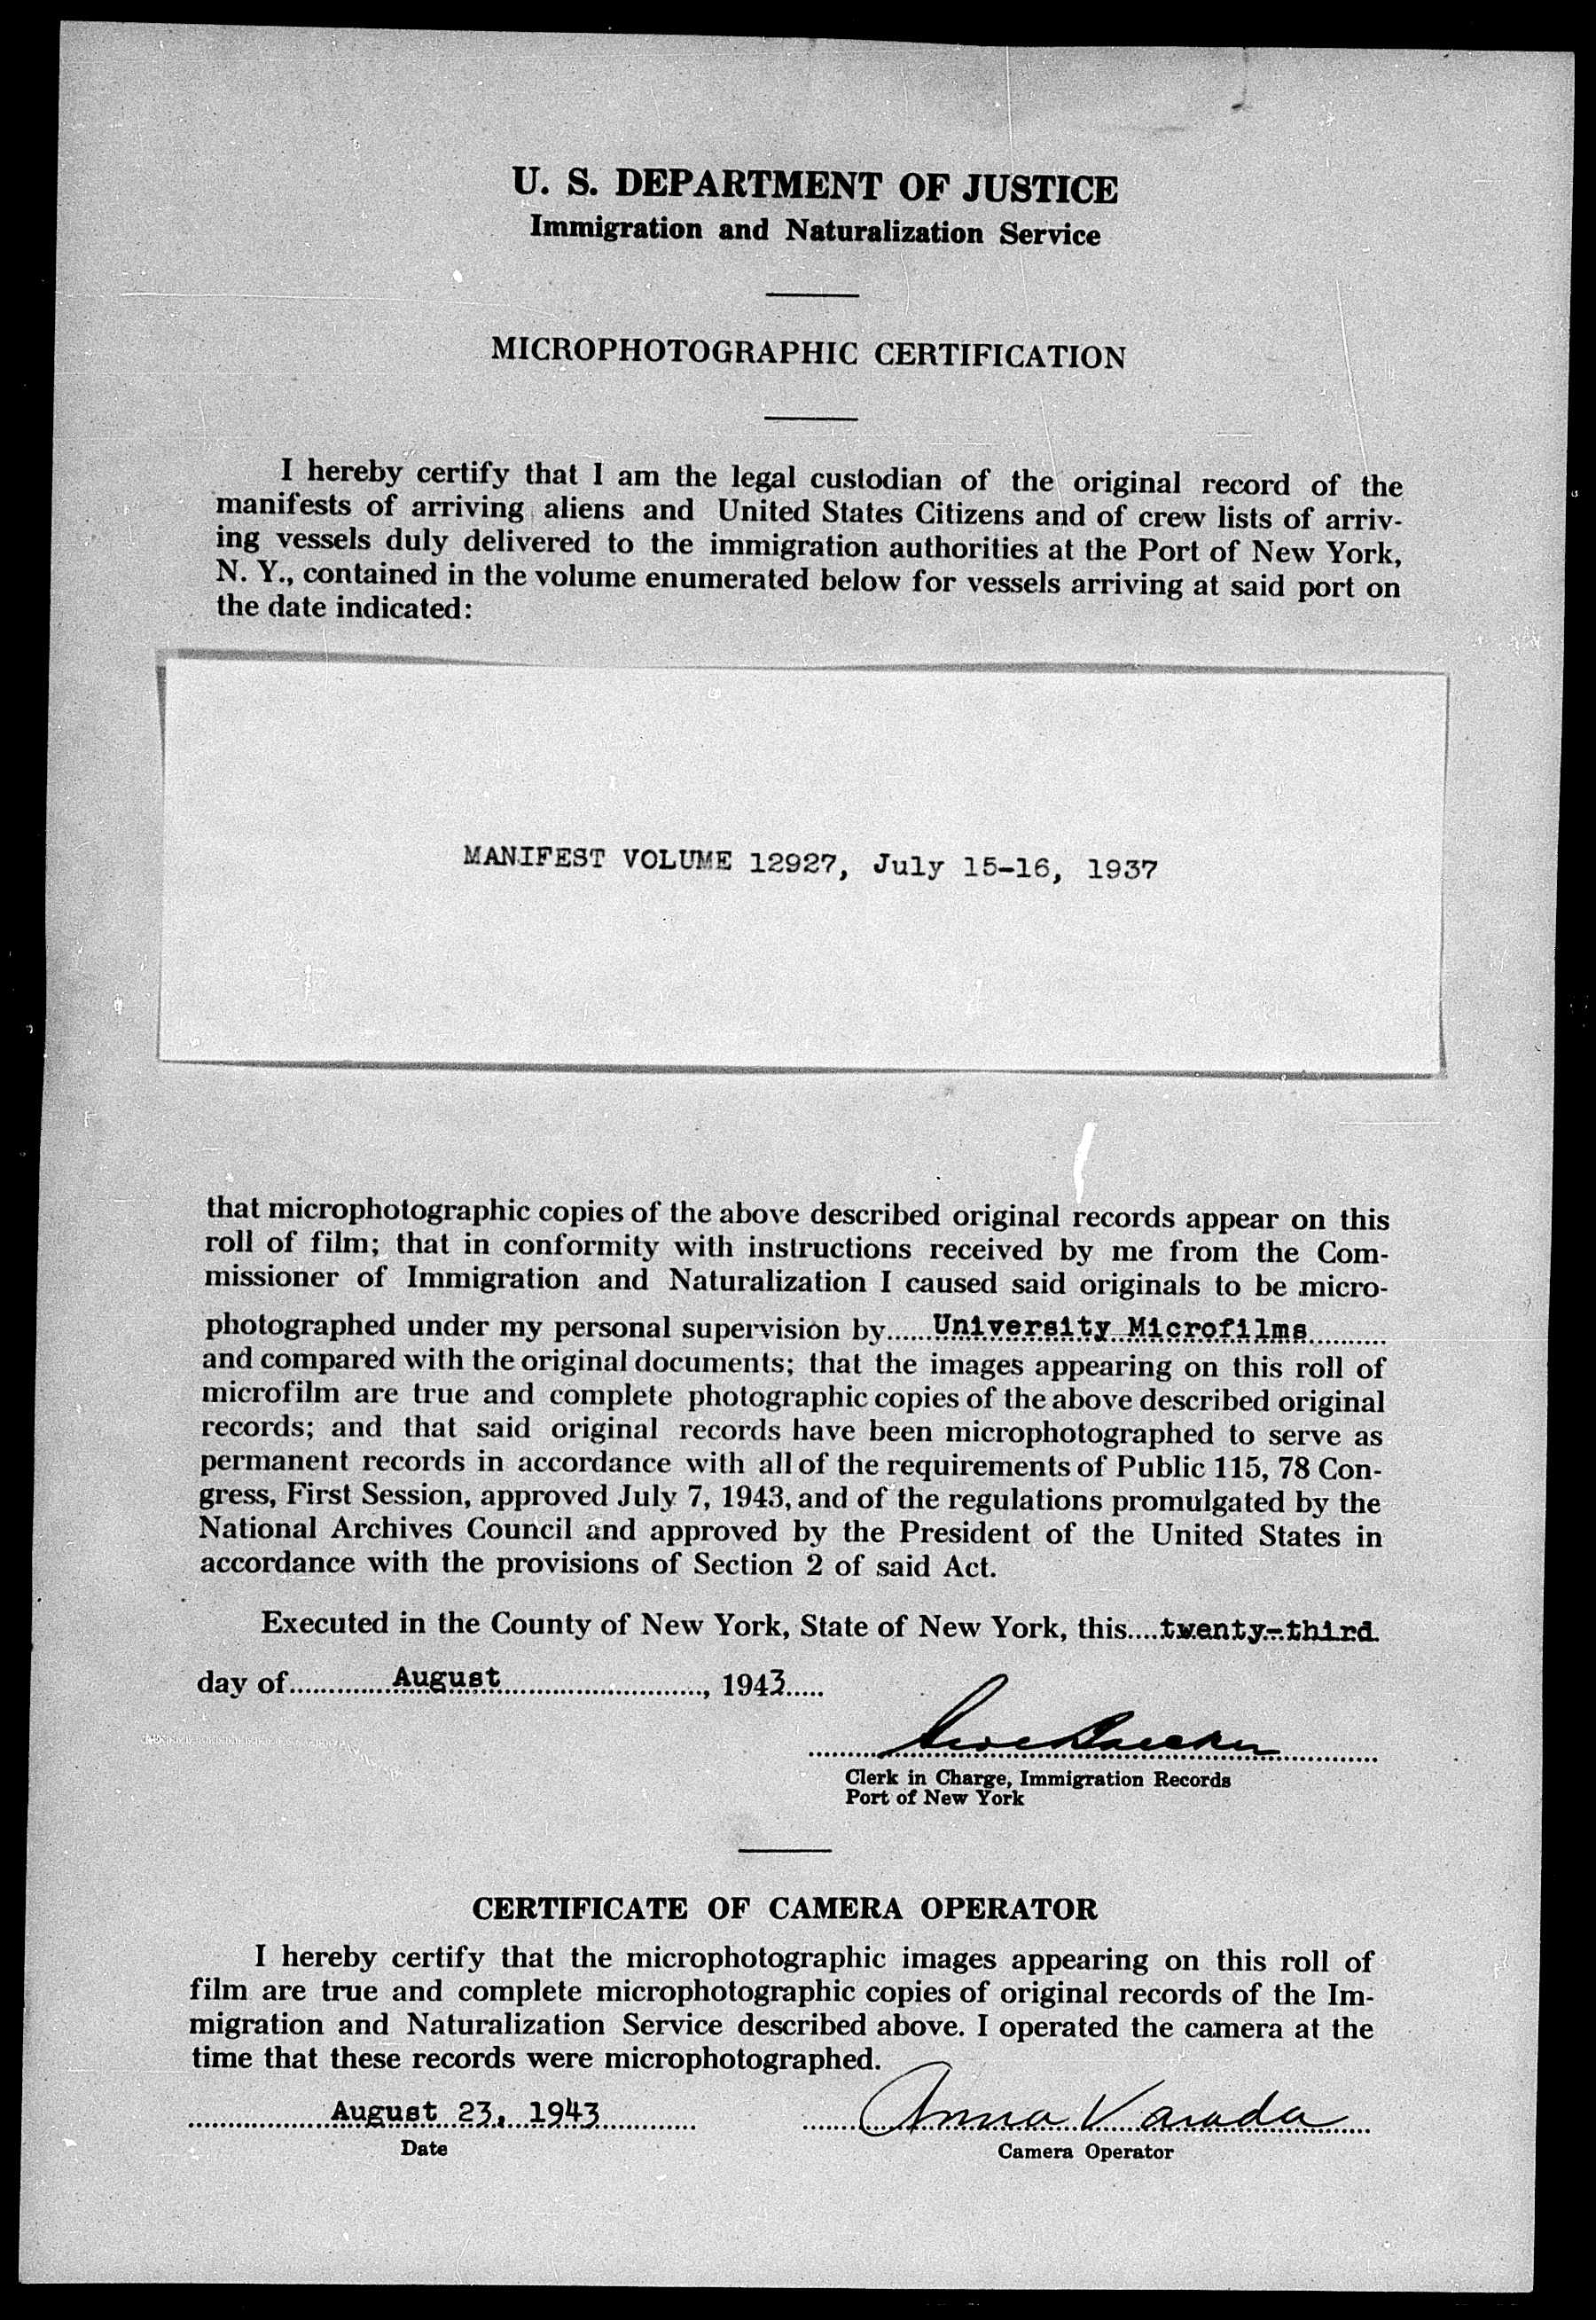 U. S. DEPARTMENT OF JUSTICE
Immigration and Naturalization Service
MICROPHOTOGRAPHIC CERTIFICATION
I hereby certify that I am the legal custodian of the original record of the
manifests of arriving aliens and United States Citizens and of crew lists of arriv-
ing vessels duly delivered to the immigration authorities at the Port of New York,
N. Y., contained in the volume enumerated below for vessels arriving at said port on
the date indicated:
MANIFEST VOLUME 12927, July 15-16, 1937
that microphotographic copies of the above described original records appear on this
roll of film; that in conformity with instructions received by me from the Com-
missioner of Immigration and Naturalization I caused said originals to be micro-
photographed under my personal supervision by......University Microfilms..........
and compared with the original documents; that the images appearing on this roll of
microfilm are true and complete photographic copies of the above described original
records; and that said original records have been microphotographed to serve as
permanent records in accordance with all of the requirements of Public 115, 78 Con-
gress, First Session, approved July 7, 1943, and of the regulations promulgated by the
National Archives Council and approved by the President of the United States in
accordance with the provisions of Section 2 of said Act.
Executed in the County of New York, State of New York, this....twenty-third
day of.............August.........................., 1943.....
Clerk in Charge, Immigration Records
Port of New York
CERTIFICATE OF CAMERA OPERATOR
I hereby certify that the microphotographic images appearing on this roll of
film are true and complete microphotographic copies of original records of the Im-
migration and Naturalization Service described above. I operated the camera at the
time that these records were microphotographed.
August 23, 1943
Anna Varada
Date
Camera Operator